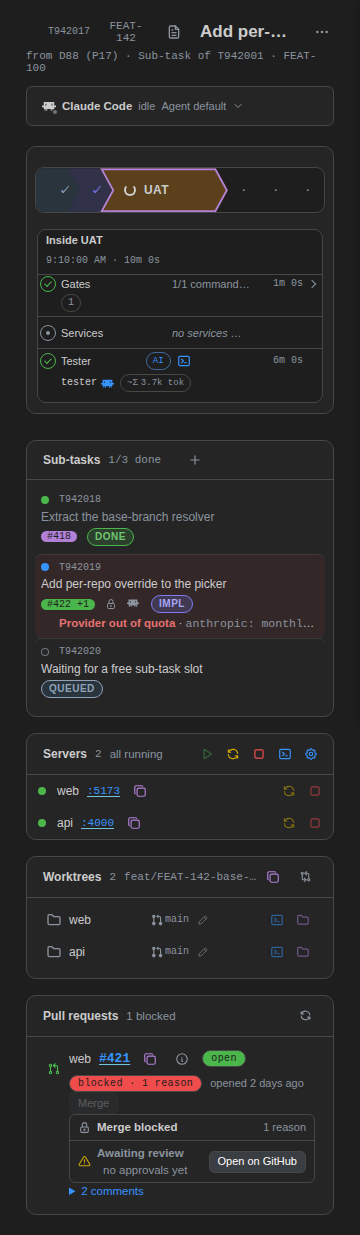 T942017 FEAT-142 Add per-…
from D88 (P17) · Sub-task of T942001 · FEAT-100
Claude Code idle Agent default
✓ ✓ UAT · · ·
Inside UAT
9:10:00 AM · 10m 0s
Gates 1/1 command… 1m 0s
1
Services no services …
Tester AI 6m 0s
tester ~Σ 3.7k tok
Sub-tasks 1/3 done
T942018
Extract the base-branch resolver
#418 DONE
T942019
Add per-repo override to the picker
#422 +1 IMPL
Provider out of quota · anthropic: monthl…
T942020
Waiting for a free sub-task slot
QUEUED
Servers 2 all running
web :5173
api :4000
Worktrees 2 feat/FEAT-142-base-…
web main
api main
Pull requests 1 blocked
web #421 open
blocked · 1 reason opened 2 days ago
Merge
Merge blocked 1 reason
Awaiting review
no approvals yet
Open on GitHub
2 comments